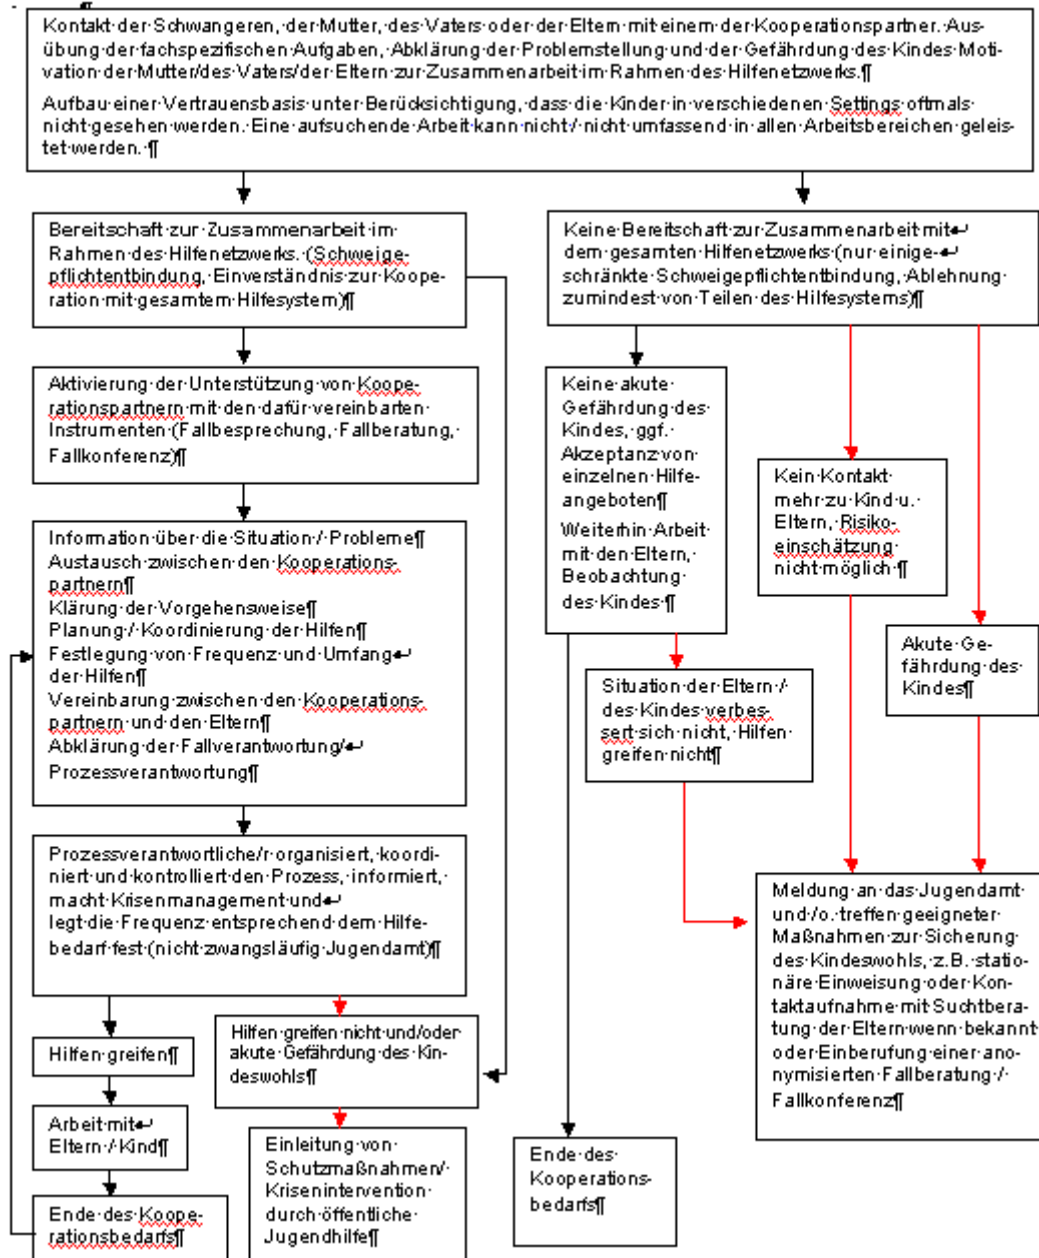 Kontakt der Schwangeren, der Mutter, des Vaters oder der Eltern mit einem der Kooperationspartner. Aus-
übung der fachspezifischen Aufgaben, Abklärung der Problemstellung und der Gefährdung des Kindes Moti-
vation der Mutter/des Vaters/der Eltern zur Zusammenarbeit im Rahmen des Hilfenetzwerks.¶
Aufbau einer Vertrauensbasis unter Berücksichtigung, dass die Kinder in verschiedenen Settings oftmals
nicht gesehen werden. Eine aufsuchende Arbeit kann nicht / nicht umfassend in allen Arbeitsbereichen geleis-
tet werden. ¶
Bereitschaft zur Zusammenarbeit im
Rahmen des Hilfenetzwerks. (Schweige-
pflichtentbindung, Einverständnis zur Koope-
ration mit gesamtem Hilfesystem)¶
Keine Bereitschaft zur Zusammenarbeit mit↵
dem gesamten Hilfenetzwerks (nur einige↵
schränkte Schweigepflichtentbindung, Ablehnung
zumindest von Teilen des Hilfesystems)¶
Aktivierung der Unterstützung von Koope-
rationspartnern mit den dafür vereinbarten
Instrumenten (Fallbesprechung, Fallberatung,
Fallkonferenz)¶
Keine akute
Gefährdung des
Kindes, ggf.
Akzeptanz von
einzelnen Hilfe-
angeboten¶
Weiterhin Arbeit
mit den Eltern,
Beobachtung
des Kindes ¶
Kein Kontakt
mehr zu Kind u.
Eltern, Risiko-
einschätzung
nicht möglich ¶
Akute Ge-
fährdung des
Kindes¶
Information über die Situation / Probleme¶
Austausch zwischen den Kooperations-
partnern¶
Klärung der Vorgehensweise¶
Planung / Koordinierung der Hilfen¶
Festlegung von Frequenz und Umfang↵
der Hilfen¶
Vereinbarung zwischen den Kooperations-
partnern und den Eltern¶
Abklärung der Fallverantwortung/↵
Prozessverantwortung¶
Situation der Eltern /
des Kindes verbes-
sert sich nicht, Hilfen
greifen nicht¶
Prozessverantwortliche/r organisiert, koordi-
niert und kontrolliert den Prozess, informiert,
macht Krisenmanagement und↵
legt die Frequenz entsprechend dem Hilfe-
bedarf fest (nicht zwangsläufig Jugendamt)¶
Meldung an das Jugendamt
und /o. treffen geeigneter
Maßnahmen zur Sicherung
des Kindeswohls, z.B. statio-
näre Einweisung oder Kon-
taktaufnahme mit Suchtbera-
tung der Eltern wenn bekannt
oder Einberufung einer ano-
nymisierten Fallberatung /
Fallkonferenz¶
Hilfen greifen¶
Hilfen greifen nicht und/oder
akute Gefährdung des Kin-
deswohls¶
Arbeit mit↵
Eltern / Kind¶
Einleitung von
Schutzmaßnahmen/
Krisenintervention
durch öffentliche
Jugendhilfe¶
Ende des
Kooperations-
bedarfs¶
Ende des Koope-
rationsbedarfs¶